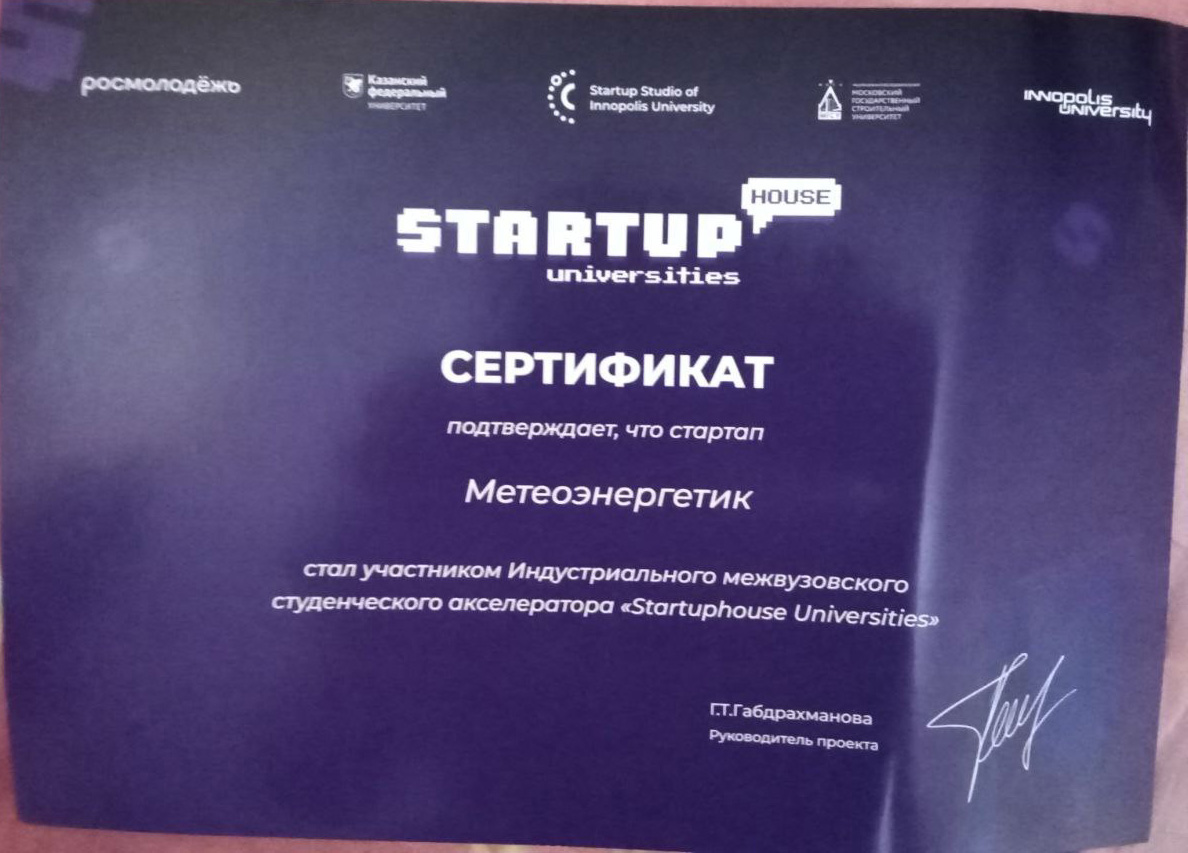 росмолодёжь
Казанский
федеральный
УНИВЕРСИТЕТ
Startup Studio of
Innopolis University
МОСКОВСКИЙ
ГОСУДАРСТВЕННЫЙ
СТРОИТЕЛЬНЫЙ
УНИВЕРСИТЕТ
INNOPOLIS
UNIVERSITY
HOUSE
STARTUP
universities
СЕРТИФИКАТ
подтверждает, что стартап
Метеоэнергетик
стал участником Индустриального межвузовского
студенческого акселератора «Startuphouse Universities»
Г.Т.Габдрахманова
Руководитель проекта